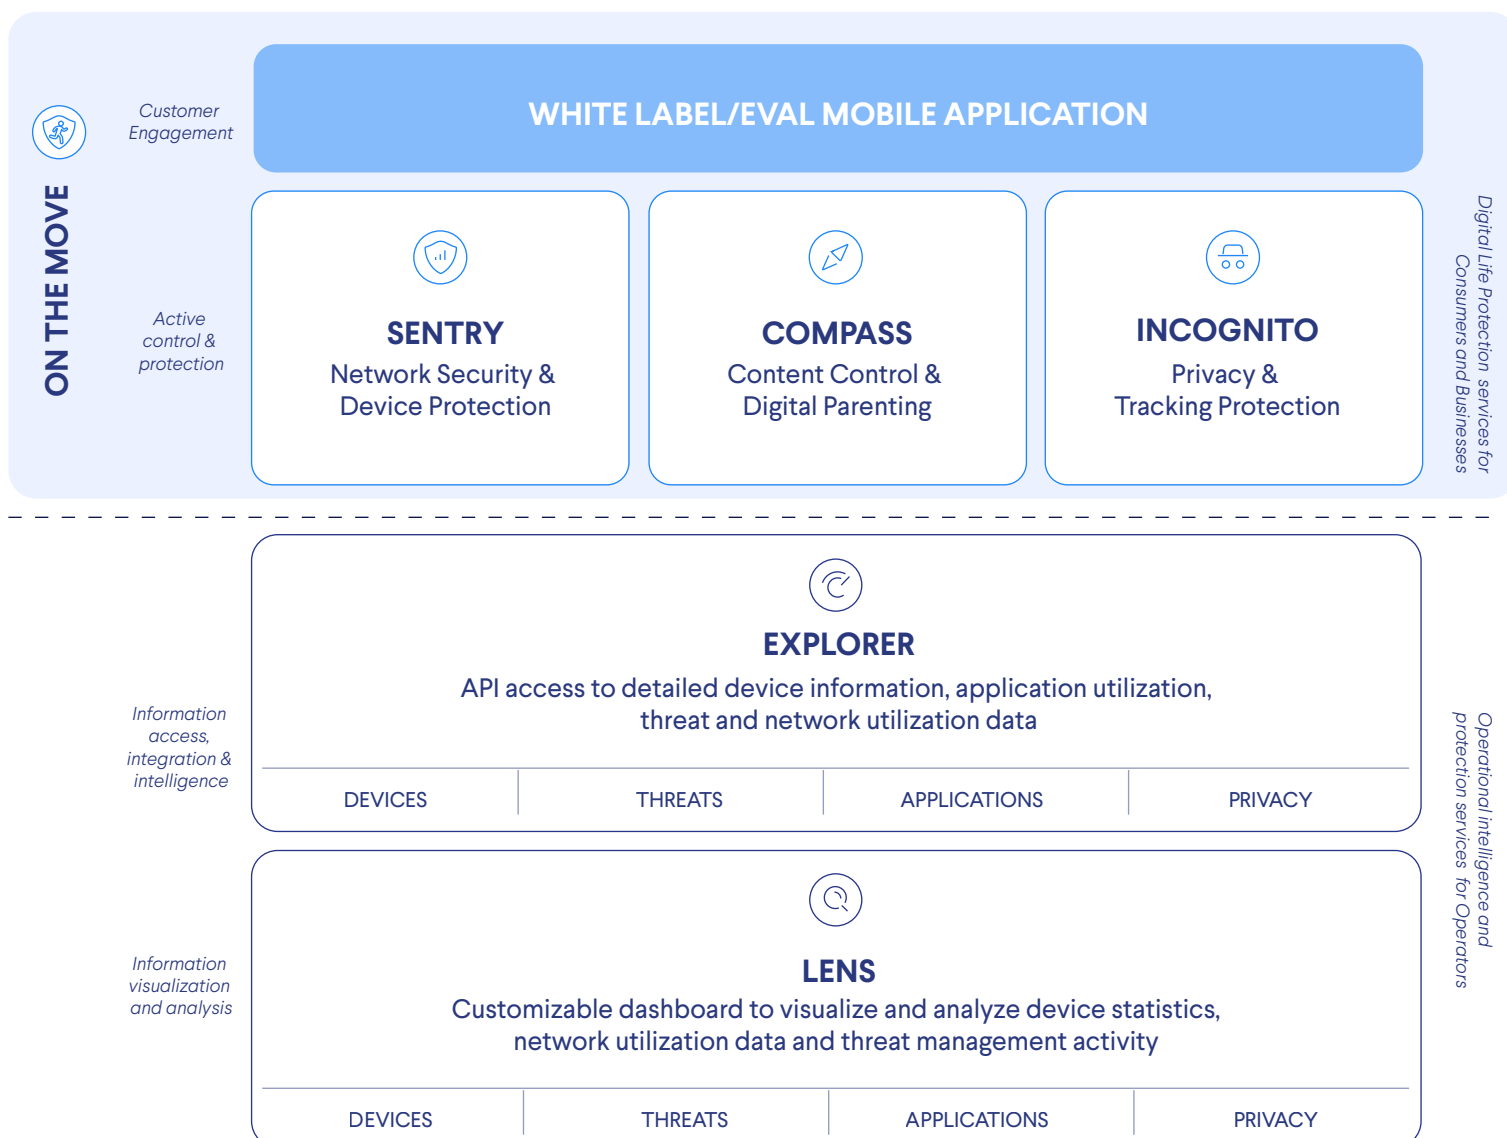 Customer
Engagement
WHITE LABEL/EVAL MOBILE APPLICATION
ON THE MOVE
Active
control &
protection
SENTRY
Network Security &
Device Protection
COMPASS
Content Control &
Digital Parenting
INCOGNITO
Privacy &
Tracking Protection
Digital Life Protection services for
Consumers and Businesses
Information
access,
integration &
intelligence
EXPLORER
API access to detailed device information, application utilization,
threat and network utilization data
DEVICES
THREATS
APPLICATIONS
PRIVACY
Operational intelligence and
protection services for Operators
Information
visualization
and analysis
LENS
Customizable dashboard to visualize and analyze device statistics,
network utilization data and threat management activity
DEVICES
THREATS
APPLICATIONS
PRIVACY